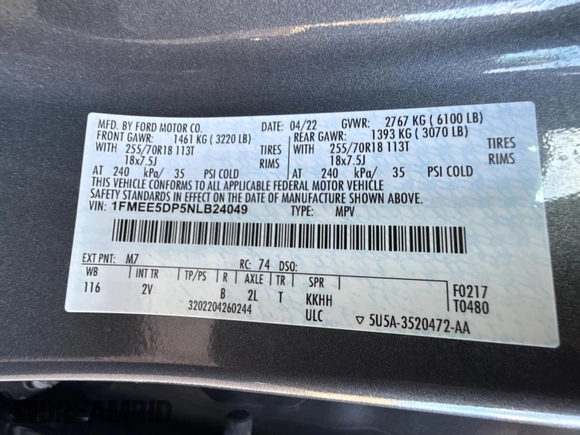 MFD. BY FORD MOTOR CO. DATE: 04/22 GVWR: 2767 KG ( 6100 LB)
FRONT GAWR: 1461 KG ( 3220 LB) REAR GAWR: 1393 KG ( 3070 LB)
WITH 255/70R18 113T TIRES WITH 255/70R18 113T TIRES
18x7.5J RIMS 18x7.5J RIMS
AT 240 kPa/ 35 PSI COLD AT 240 kPa/ 35 PSI COLD
THIS VEHICLE CONFORMS TO ALL APPLICABLE FEDERAL MOTOR VEHICLE
SAFETY STANDARDS IN EFFECT ON THE DATE OF MANUFACTURE SHOWN ABOVE.
VIN: 1FMEE5DP5NLB24049 TYPE: MPV
EXT PNT: M7 RC: 74 DSO:
WB INT TR TP/PS R AXLE TR SPR F0217
116 2V B 2L T KKHH T0480
3202204260244 ULC ▽ 5U5A-3520472-AA
DREAMBID